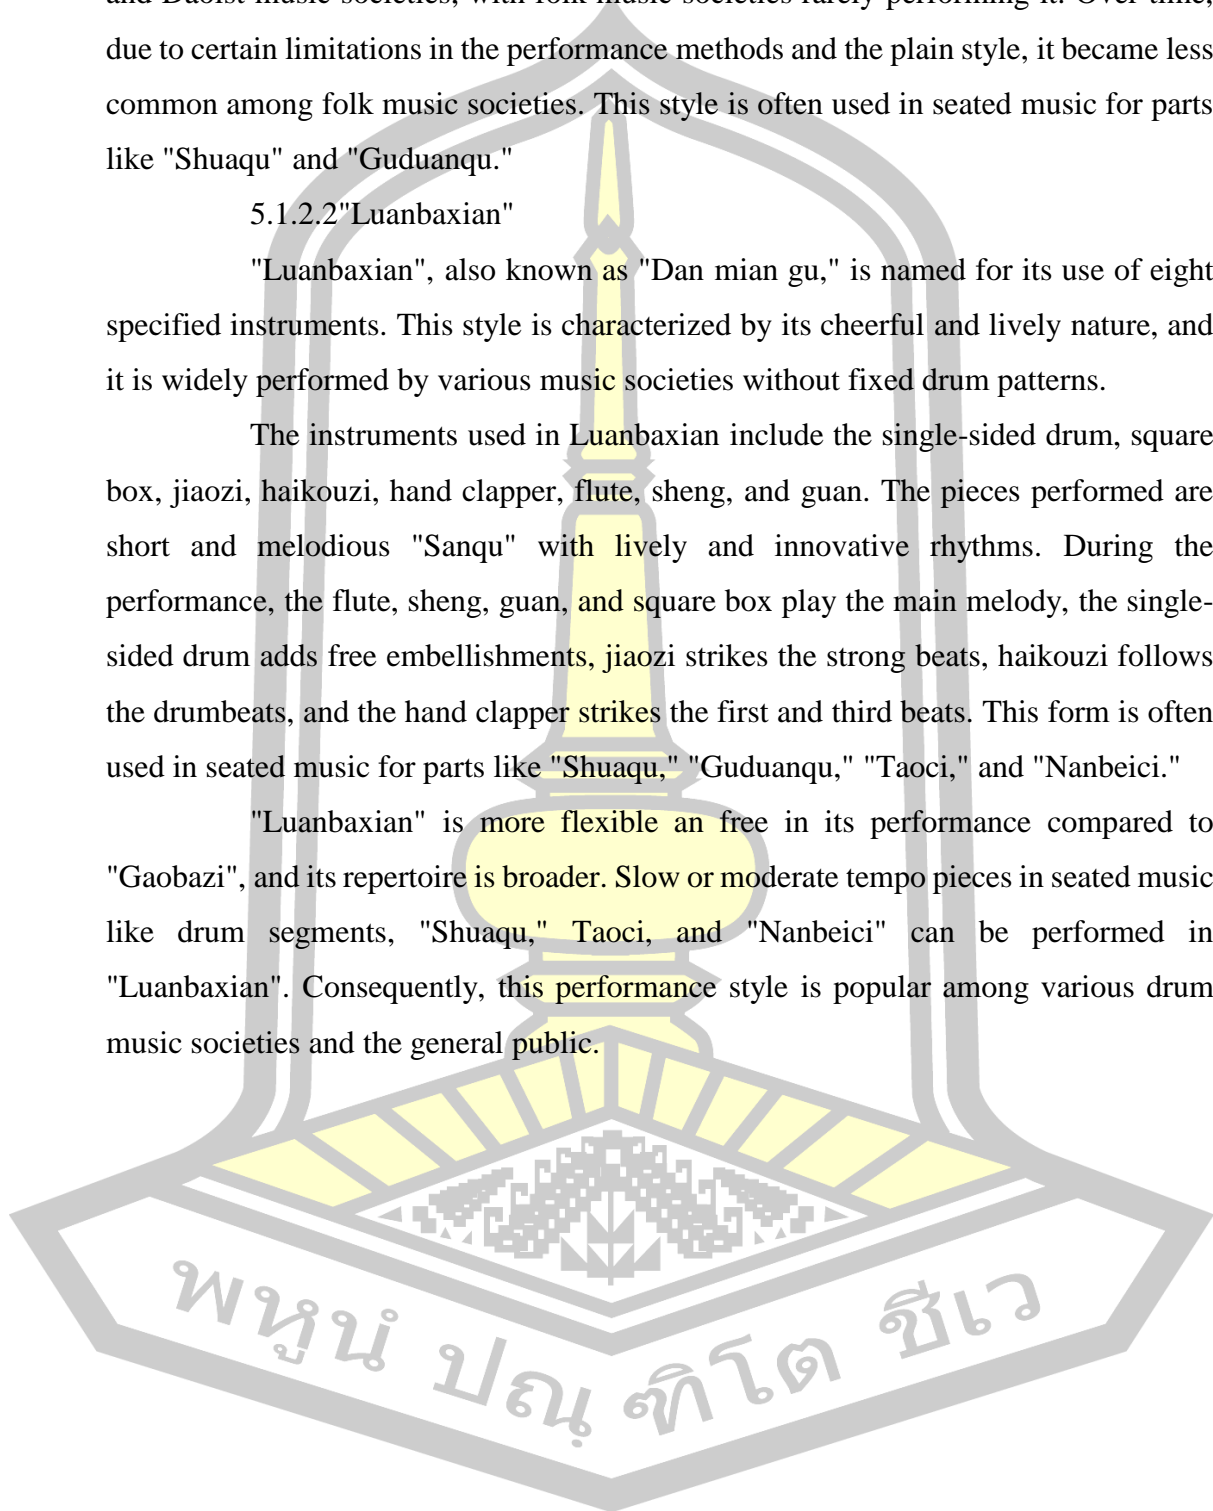 and Daoist music societies, with folk music societies rarely performing it. Over time,
due to certain limitations in the performance methods and the plain style, it became less
common among folk music societies. This style is often used in seated music for parts
like "Shuaqu" and "Guduanqu."
5.1.2.2"Luanbaxian"
"Luanbaxian", also known as "Dan mian gu," is named for its use of eight
specified instruments. This style is characterized by its cheerful and lively nature, and
it is widely performed by various music societies without fixed drum patterns.
The instruments used in Luanbaxian include the single-sided drum, square
box, jiaozi, haikouzi, hand clapper, flute, sheng, and guan. The pieces performed are
short and melodious "Sanqu" with lively and innovative rhythms. During the
performance, the flute, sheng, guan, and square box play the main melody, the single-
sided drum adds free embellishments, jiaozi strikes the strong beats, haikouzi follows
the drumbeats, and the hand clapper strikes the first and third beats. This form is often
used in seated music for parts like "Shuaqu," "Guduanqu," "Taoci," and "Nanbeici."
"Luanbaxian" is more flexible an free in its performance compared to
"Gaobazi", and its repertoire is broader. Slow or moderate tempo pieces in seated music
like drum segments, "Shuaqu," Taoci, and "Nanbeici" can be performed in
"Luanbaxian". Consequently, this performance style is popular among various drum
music societies and the general public.
พหูนํ ปณฺฑิโต ชีเว